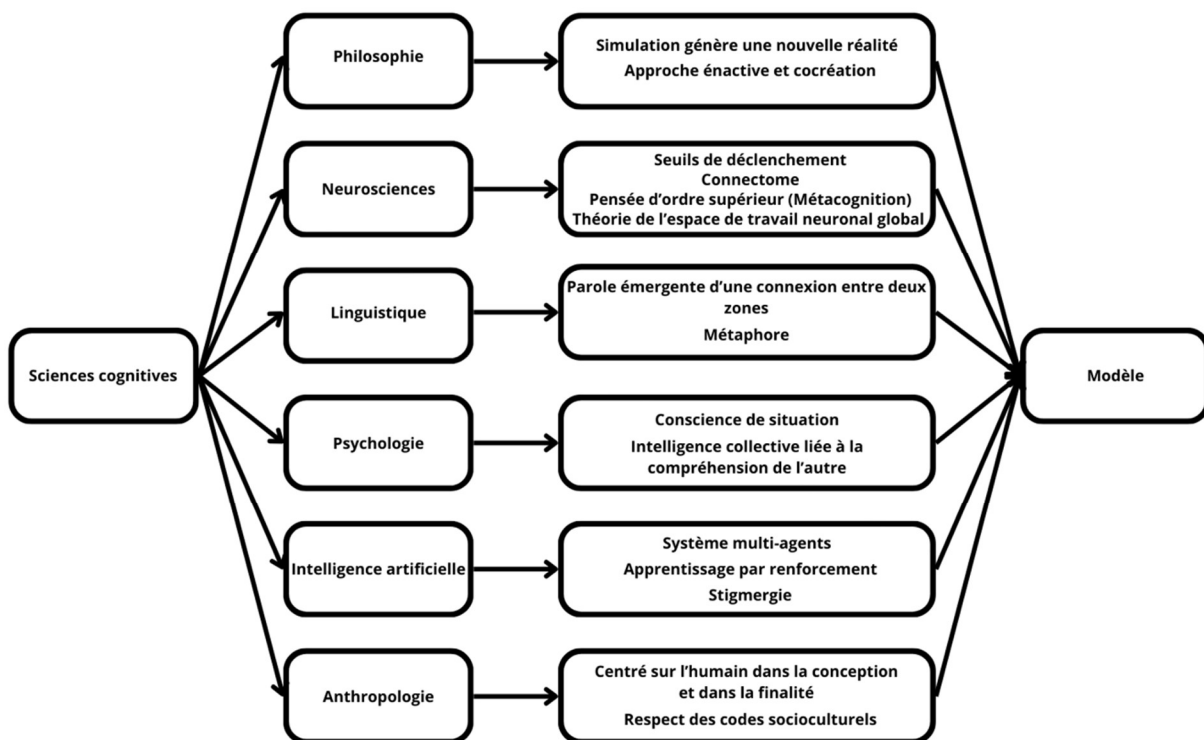 Philosophie
Simulation génère une nouvelle réalité
Approche énactive et cocréation
Neurosciences
Seuils de déclenchement
Connectome
Pensée d’ordre supérieur (Métacognition)
Théorie de l’espace de travail neuronal global
Linguistique
Parole émergente d’une connexion entre deux
zones
Métaphore
Sciences cognitives
Modèle
Psychologie
Conscience de situation
Intelligence collective liée à la
compréhension de l’autre
Intelligence artificielle
Système multi-agents
Apprentissage par renforcement
Stigmergie
Anthropologie
Centré sur l’humain dans la conception
et dans la finalité
Respect des codes socioculturels